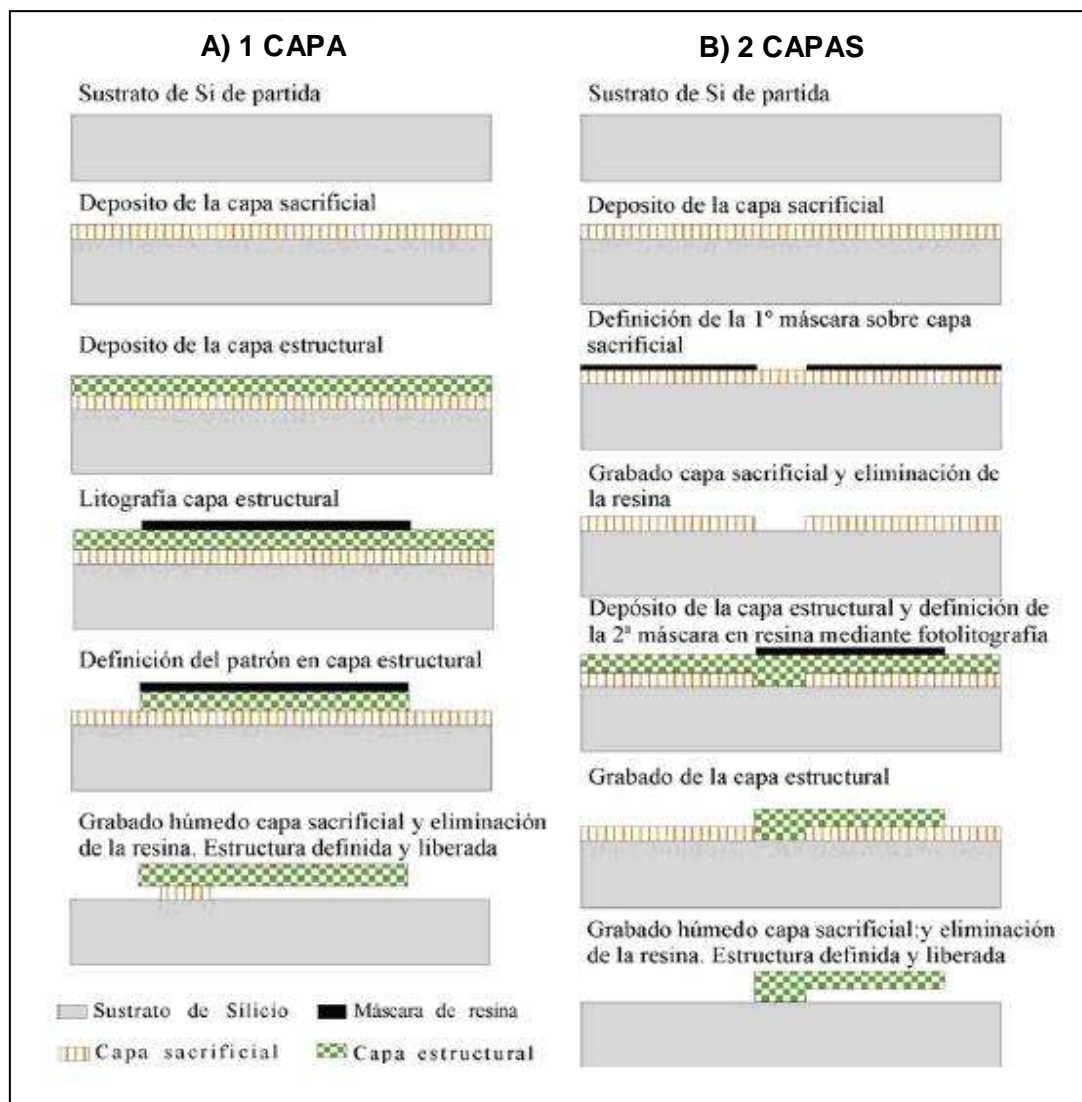 A) 1 CAPA
Sustrato de Si de partida
Deposito de la capa sacrificial
Deposito de la capa estructural
Litografía capa estructural
Definición del patrón en capa estructural
Grabado húmedo capa sacrificial y eliminación
de la resina. Estructura definida y liberada
B) 2 CAPAS
Sustrato de Si de partida
Deposito de la capa sacrificial
Definición de la 1º máscara sobre capa
sacrificial
Grabado capa sacrificial y eliminación de
la resina
Depósito de la capa estructural y definición de
la 2ª máscara en resina mediante fotolitografía
Grabado de la capa estructural
Grabado húmedo capa sacrificial:y eliminación
de la resina. Estructura definida y liberada
Sustrato de Silicio
Máscara de resina
Capa sacrificial
Capa estructural